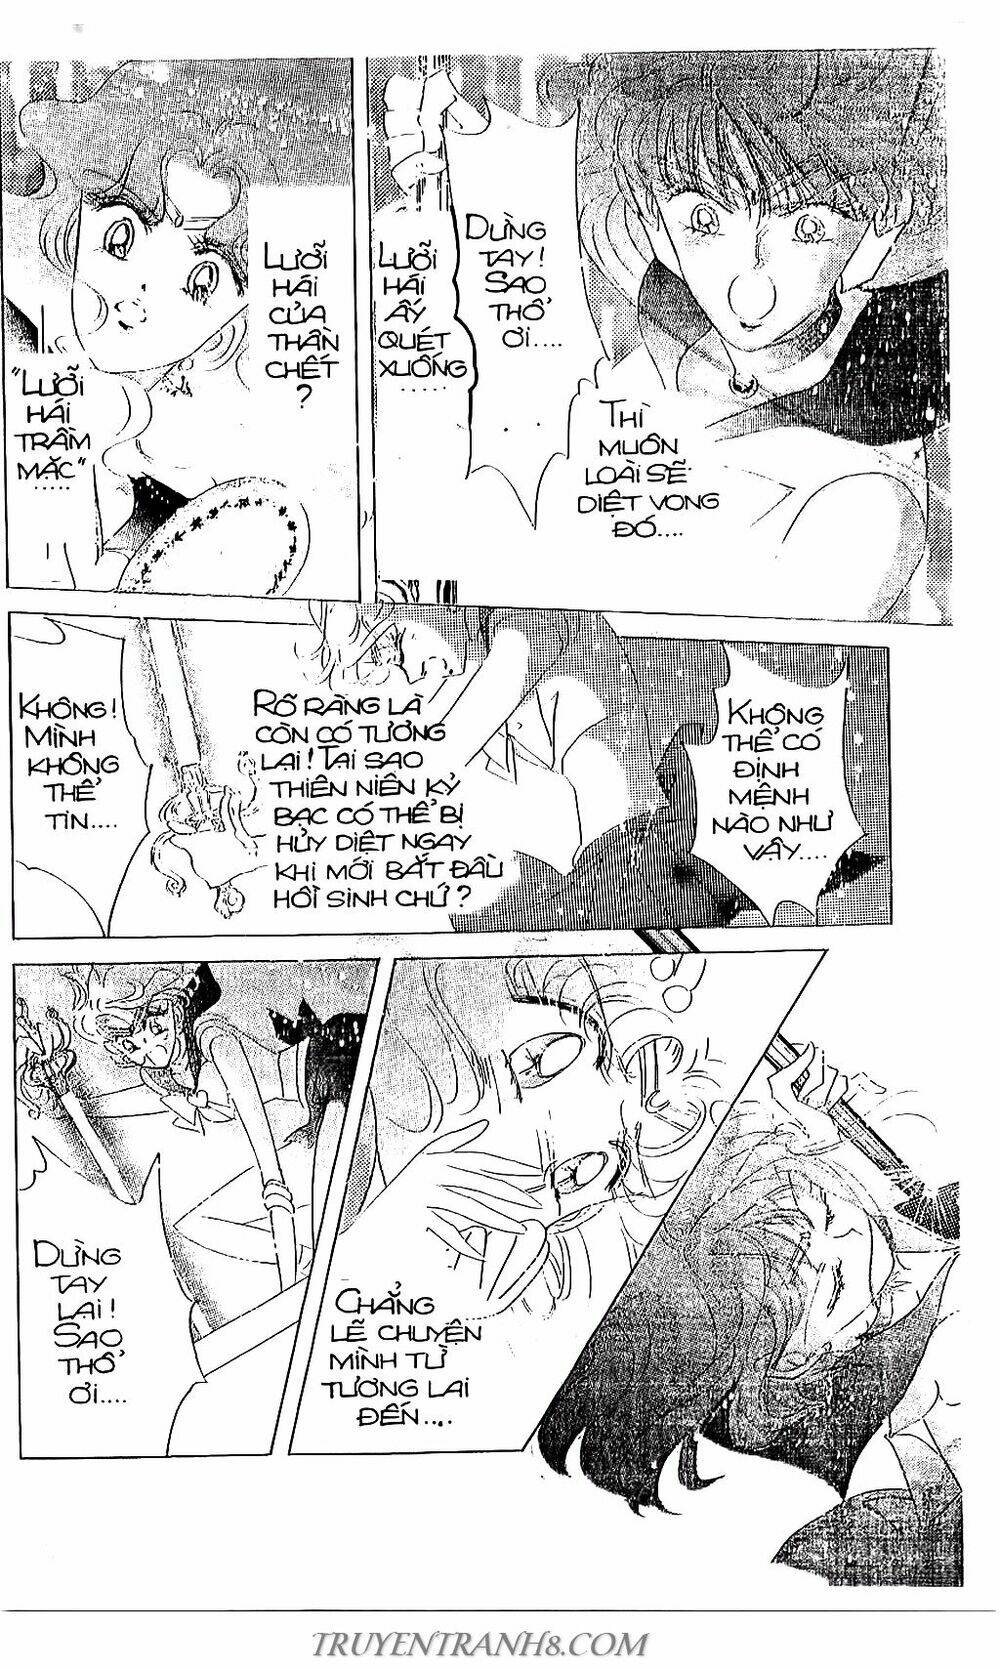 DỪNG
TAY!
SAO
THỔ
ƠI....
LƯỠI
HÁI
ẤY
QUÉT
XUỐNG
.....
THÌ
MUÔN
LOÀI SẼ
DIỆT VONG
ĐÓ....
LƯỠI
HÁI
CỦA
THẦN
CHẾT
?
"LƯỠI
HÁI
TRẦM
MẶC"
.....
KHÔNG
THỂ CÓ
ĐỊNH
MỆNH
NÀO NHƯ
VẬY....
RÕ RÀNG LÀ
CÒN CÓ TƯƠNG
LAI! TẠI SAO
THIÊN NIÊN KỶ
BẠC CÓ THỂ BỊ
HỦY DIỆT NGAY
KHI MỚI BẮT ĐẦU
HỒI SINH CHỨ?
KHÔNG!
MÌNH
KHÔNG
THỂ
TIN....
CHẲNG
LẼ CHUYỆN
MÌNH TỪ
TƯƠNG LAI
ĐẾN....
DỪNG
TAY
LẠI!
SAO
THỔ
ƠI....
TRUYENTRANH8.COM